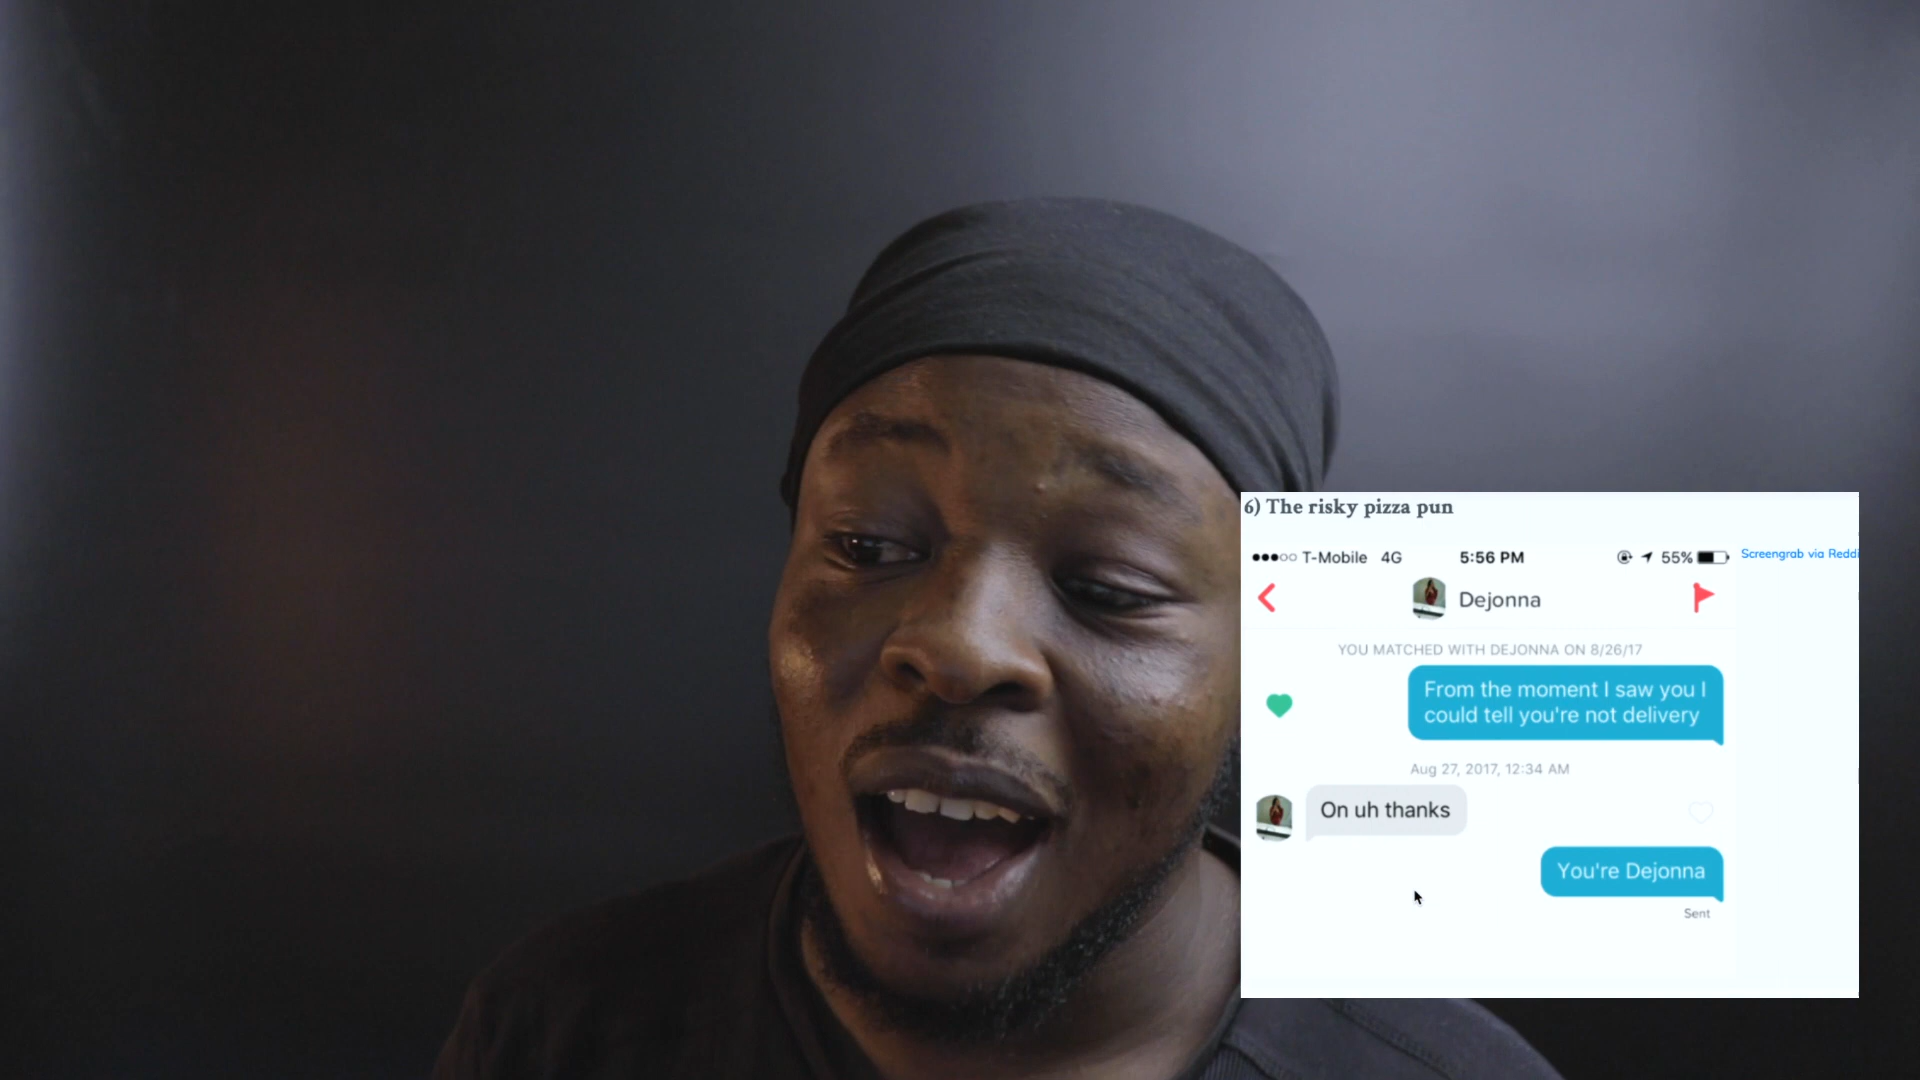 6) The risky pizza pun
T-Mobile 4G 5:56 PM 55%
Screengrab via Reddi
Dejonna
YOU MATCHED WITH DEJONNA ON 8/26/17
From the moment I saw you I
could tell you're not delivery
Aug 27, 2017, 12:34 AM
On uh thanks
You're Dejonna
Sent